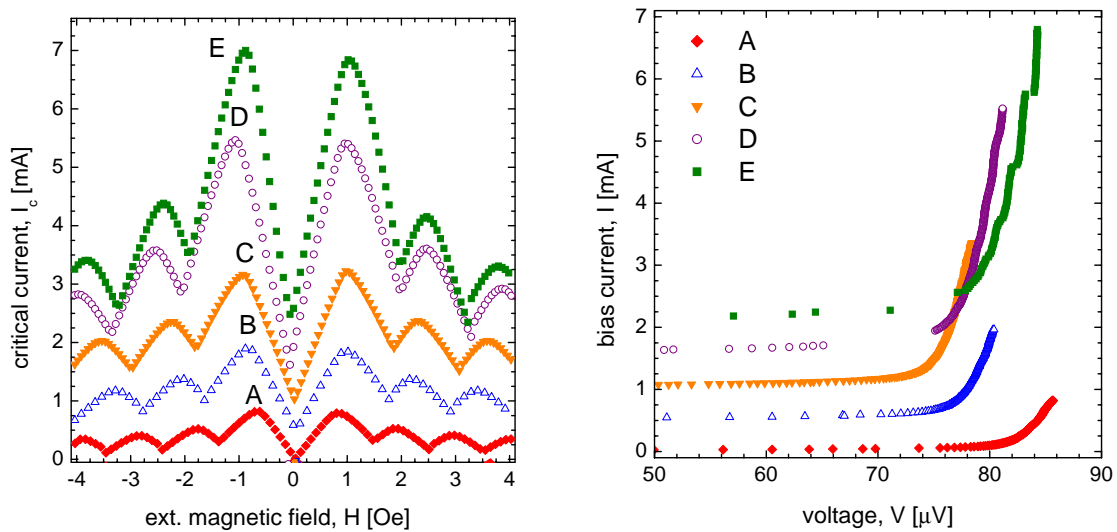 7
6
5
4
3
2
1
0
-4 -3 -2 -1 0 1 2 3 4
critical current, I_c [mA]
ext. magnetic field, H [Oe]
E
D
C
B
A
7
6
5
4
3
2
1
0
50 60 70 80 90
bias current, I [mA]
voltage, V [μV]
A
B
C
D
E